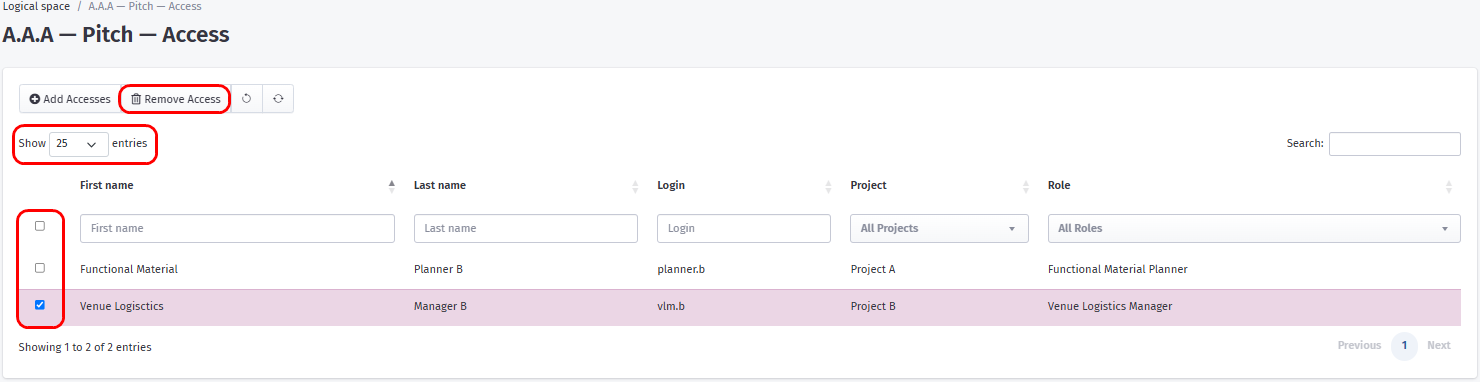 Logical space / A.A.A — Pitch — Access
A.A.A — Pitch — Access
Add Accesses Remove Access
Show 25 entries Search:
First name Last name Login Project Role
First name Last name Login All Projects All Roles
Functional Material Planner B planner.b Project A Functional Material Planner
Venue Logisctics Manager B vlm.b Project B Venue Logistics Manager
Showing 1 to 2 of 2 entries Previous 1 Next